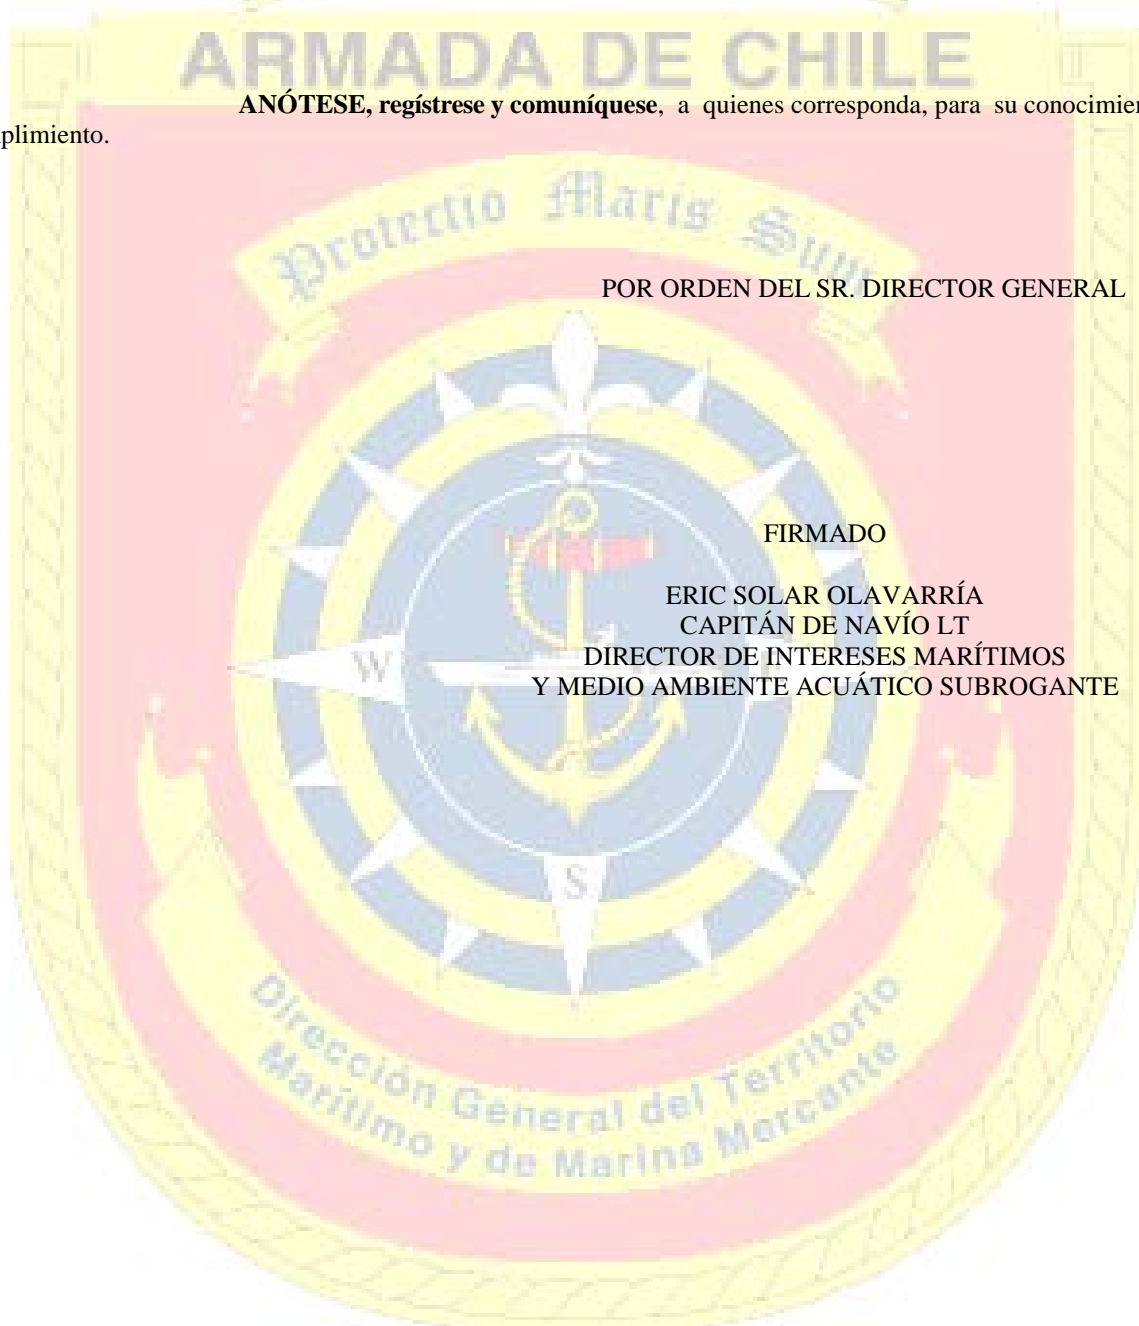 ARMADA DE CHILE
ANÓTESE, regístrese y comuníquese, a quienes corresponda, para su conocimien
plimiento.
Protectio Maris Suum
POR ORDEN DEL SR. DIRECTOR GENERAL
FIRMADO
ERIC SOLAR OLAVARRÍA
CAPITÁN DE NAVÍO LT
DIRECTOR DE INTERESES MARÍTIMOS
W
Y MEDIO AMBIENTE ACUÁTICO SUBROGANTE
S
Dirección General del Territorio
Marítimo y de Marina Mercante